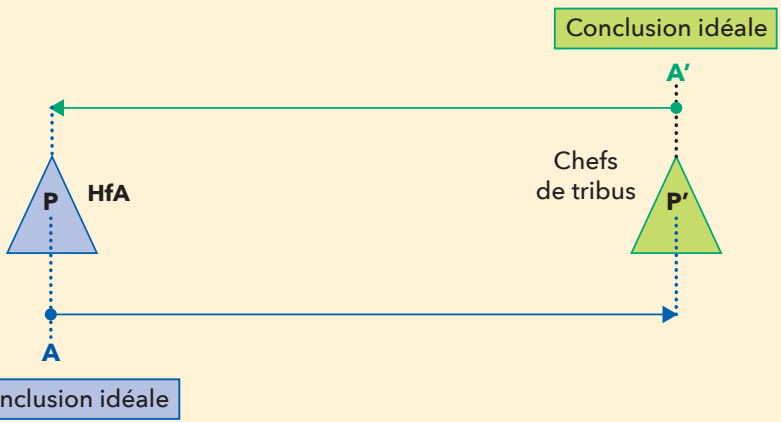 Conclusion idéale
A′
Chefs
de tribus
P
HfA
P′
A
nclusion idéale